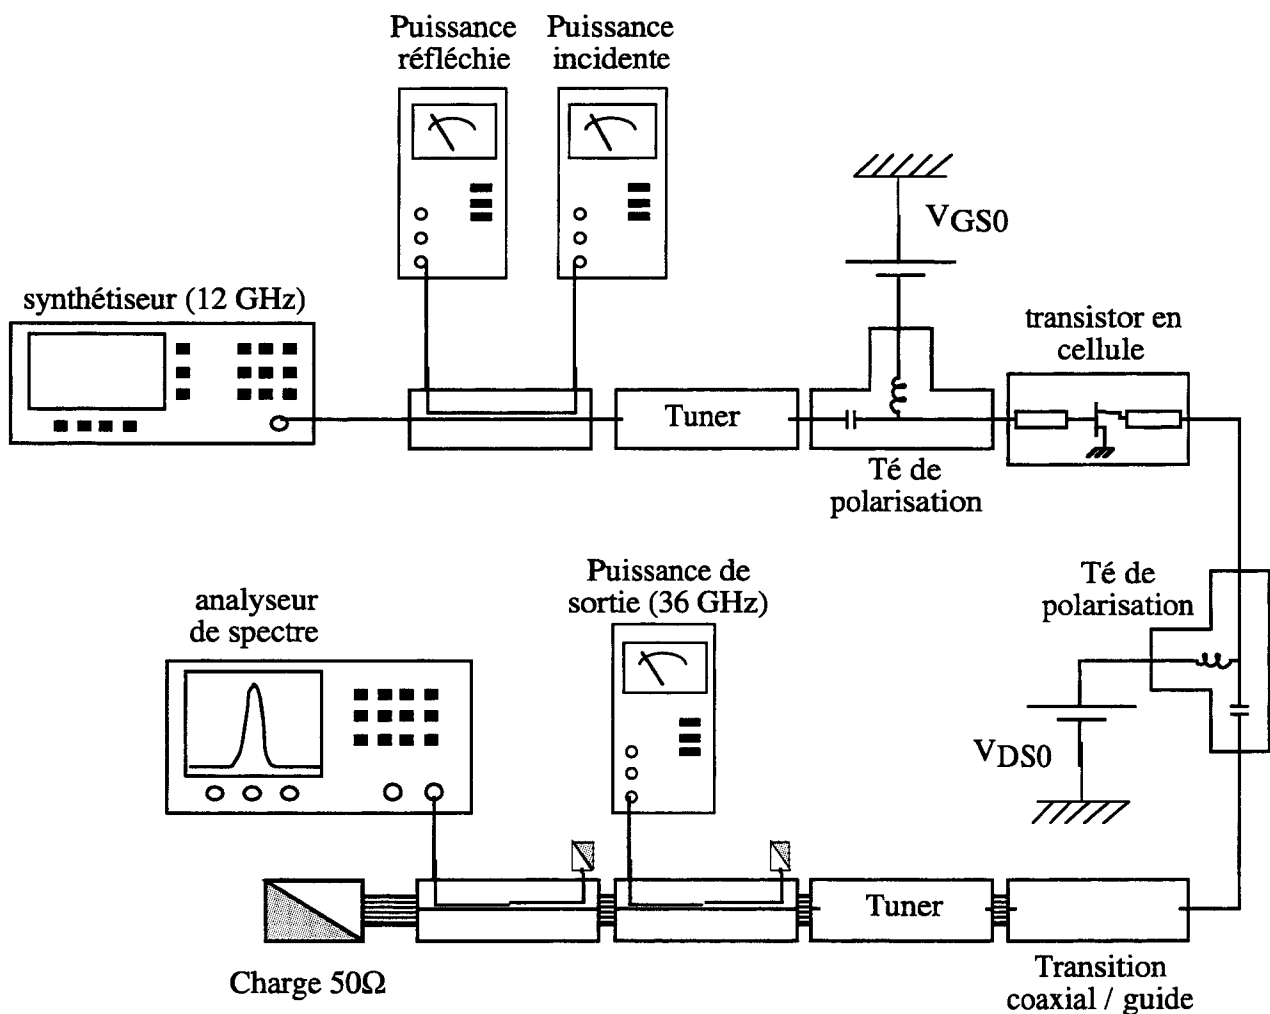 Puissance
réfléchie
Puissance
incidente
VGS0
synthétiseur (12 GHz)
transistor en
cellule
Tuner
Té de
polarisation
Puissance de
sortie (36 GHz)
Té de
polarisation
analyseur
de spectre
VDS0
Tuner
Charge 50Ω
Transition
coaxial / guide